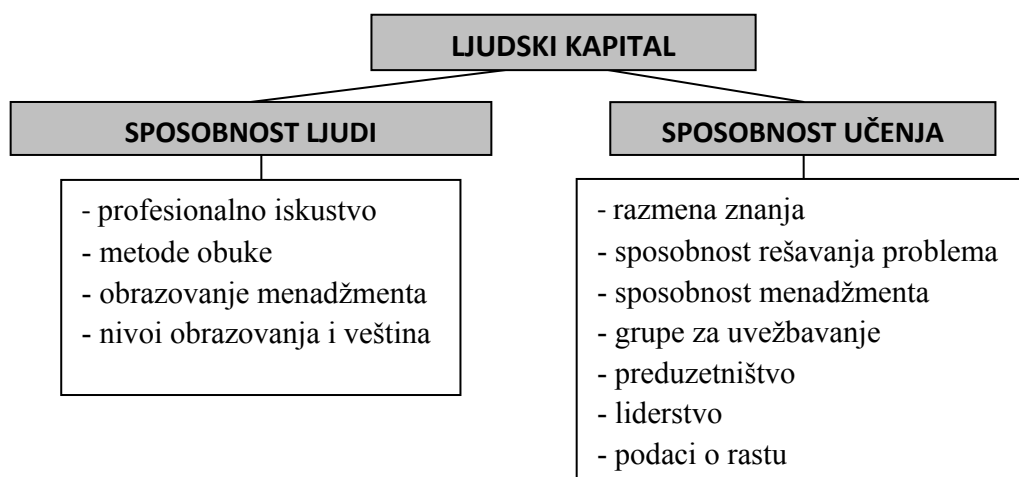 LJUDSKI KAPITAL
SPOSOBNOST LJUDI
- profesionalno iskustvo
- metode obuke
- obrazovanje menadžmenta
- nivoi obrazovanja i veština
SPOSOBNOST UČENJA
- razmena znanja
- sposobnost rešavanja problema
- sposobnost menadžmenta
- grupe za uvežbavanje
- preduzetništvo
- liderstvo
- podaci o rastu